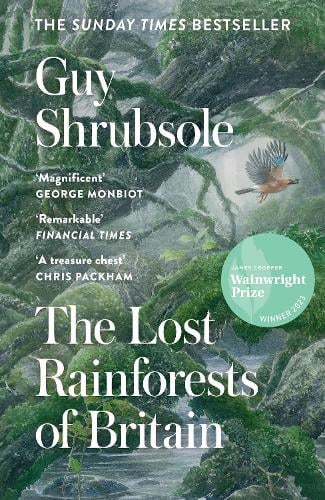 THE SUNDAY TIMES BESTSELLER
Guy
Shrubsole
‘Magnificent’
GEORGE MONBIOT
‘Remarkable’
FINANCIAL TIMES
‘A treasure chest’
CHRIS PACKHAM
JAMES CROPPER
Wainwright
Prize
WINNER 2023
The Lost
Rainforests
of Britain